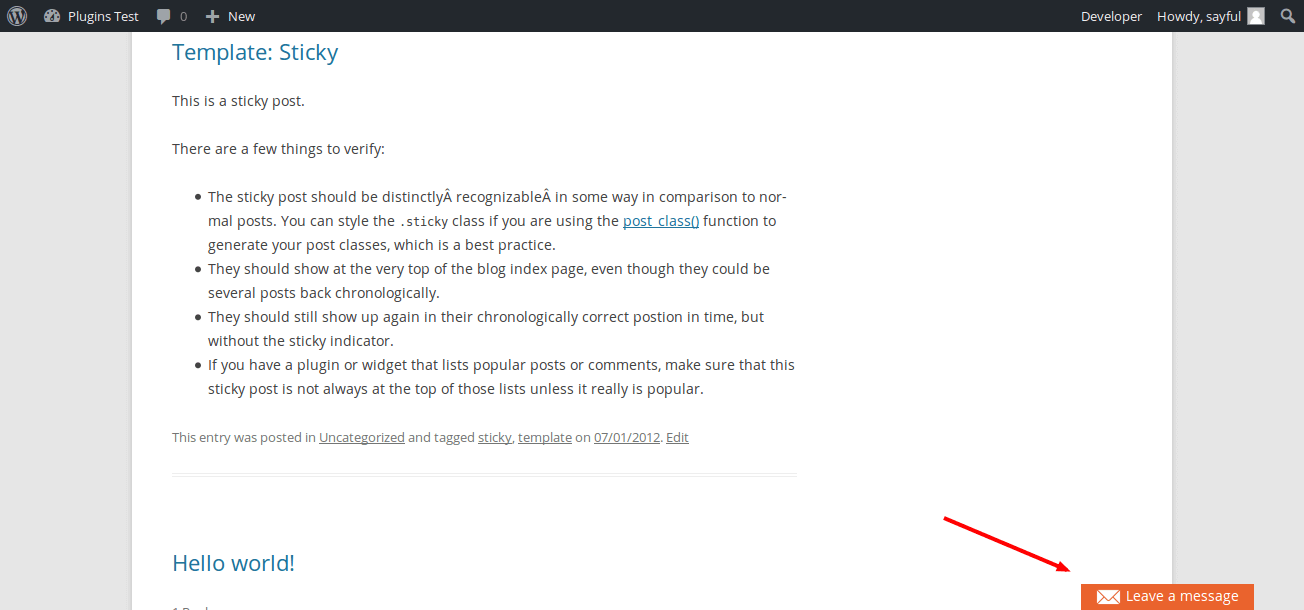 Plugins Test 0 New Developer Howdy, sayful
Template: Sticky
This is a sticky post.
There are a few things to verify:
The sticky post should be distinctlyÂ recognizableÂ in some way in comparison to nor-
mal posts. You can style the .sticky class if you are using the post_class() function to
generate your post classes, which is a best practice.
They should show at the very top of the blog index page, even though they could be
several posts back chronologically.
They should still show up again in their chronologically correct postion in time, but
without the sticky indicator.
If you have a plugin or widget that lists popular posts or comments, make sure that this
sticky post is not always at the top of those lists unless it really is popular.
This entry was posted in Uncategorized and tagged sticky, template on 07/01/2012. Edit
Hello world!
Leave a message